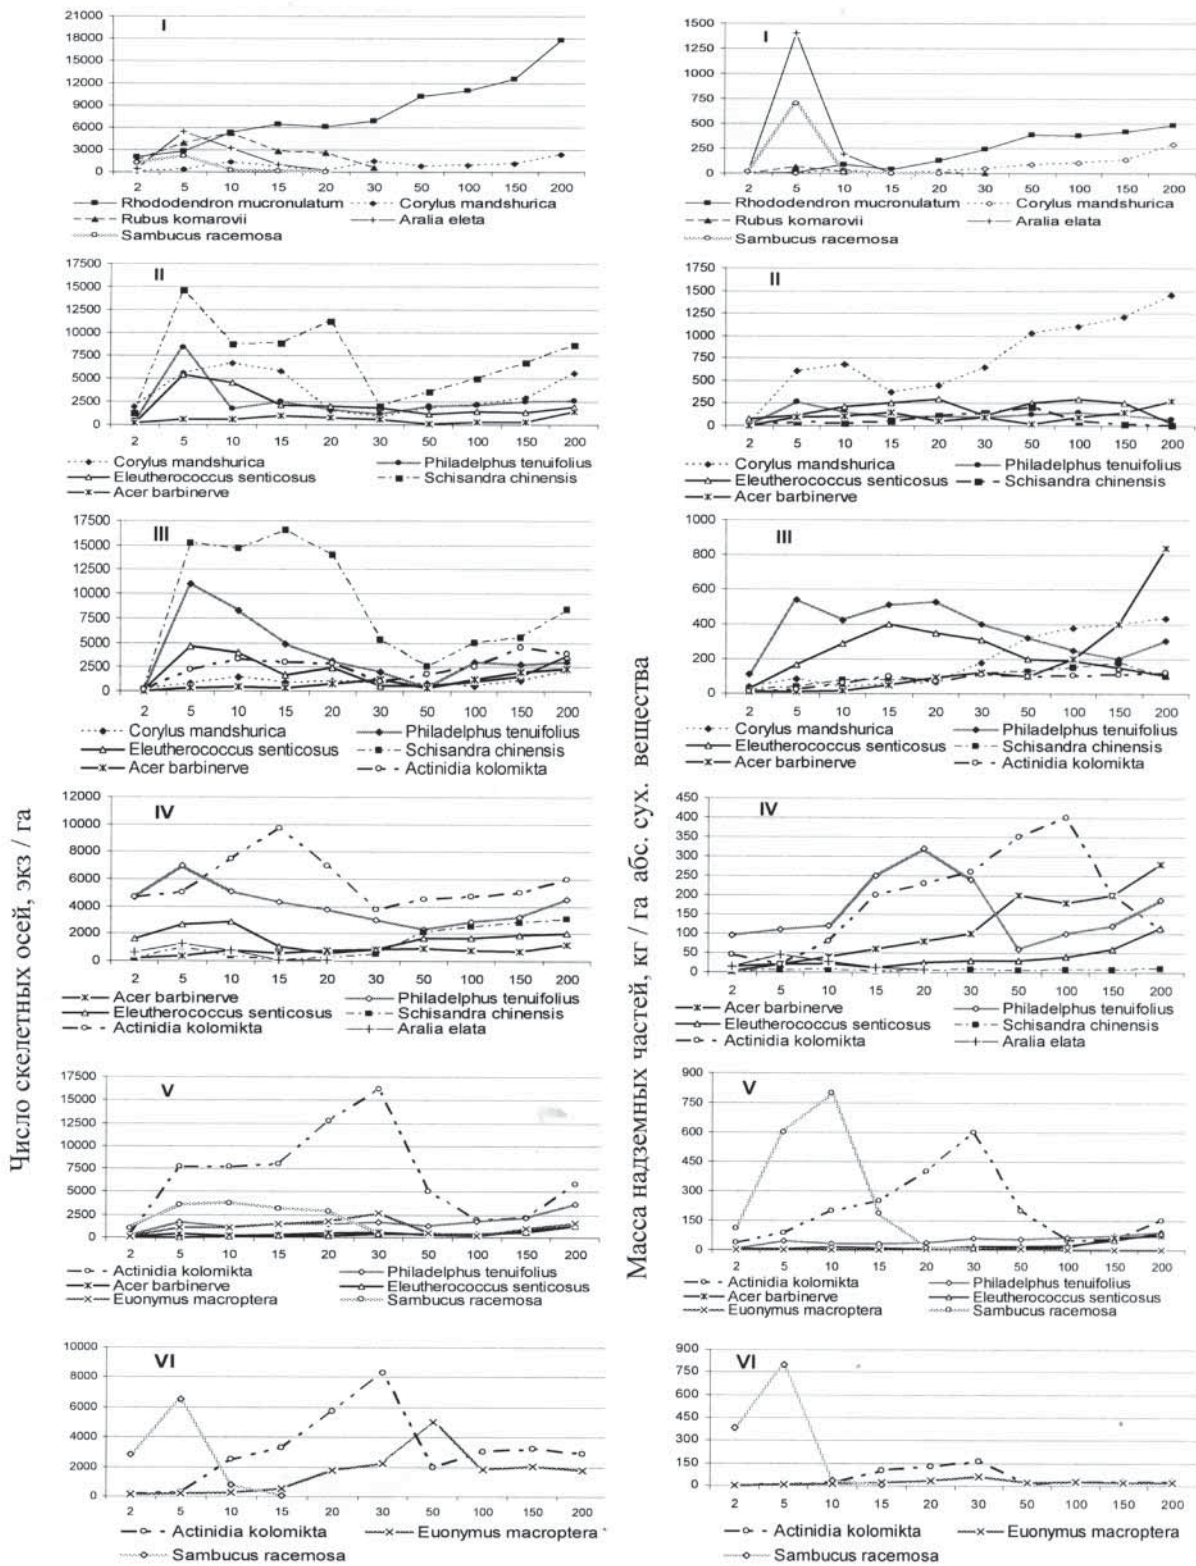 Число скелетных осей, экз / га
I
21000
18000
15000
12000
9000
6000
3000
0
2 5 10 15 20 30 50 100 150 200
Rhododendron mucronulatum Corylus mandshurica
Rubus komarovii Aralia eleta
Sambucus racemosa
II
17500
15000
12500
10000
7500
5000
2500
0
2 5 10 15 20 30 50 100 150 200
Corylus mandshurica Philadelphus tenuifolius
Eleutherococcus senticosus Schisandra chinensis
Acer barbinerve
III
17500
15000
12500
10000
7500
5000
2500
0
2 5 10 15 20 30 50 100 150 200
Corylus mandshurica Philadelphus tenuifolius
Eleutherococcus senticosus Schisandra chinensis
Acer barbinerve Actinidia kolomikta
IV
12000
10000
8000
6000
4000
2000
0
2 5 10 15 20 30 50 100 150 200
Acer barbinerve Philadelphus tenuifolius
Eleutherococcus senticosus Schisandra chinensis
Actinidia kolomikta Aralia elata
V
17500
15000
12500
10000
7500
5000
2500
0
2 5 10 15 20 30 50 100 150 200
Actinidia kolomikta Philadelphus tenuifolius
Acer barbinerve Eleutherococcus senticosus
Euonymus macroptera Sambucus racemosa
VI
10000
8000
6000
4000
2000
0
2 5 10 15 20 30 50 100 150 200
Actinidia kolomikta Euonymus macroptera
Sambucus racemosa
Масса надземных частей, кг / га абс. сух. вещества
I
1500
1250
1000
750
500
250
0
2 5 10 15 20 30 50 100 150 200
Rhododendron mucronulatum Corylus mandshurica
Rubus komarovii Aralia elata
Sambucus racemosa
II
1750
1500
1250
1000
750
500
250
0
2 5 10 15 20 30 50 100 150 200
Corylus mandshurica Philadelphus tenuifolius
Eleutherococcus senticosus Schisandra chinensis
Acer barbinerve
III
1000
800
600
400
200
0
2 5 10 15 20 30 50 100 150 200
Corylus mandshurica Philadelphus tenuifolius
Eleutherococcus senticosus Schisandra chinensis
Acer barbinerve Actinidia kolomikta
IV
450
400
350
300
250
200
150
100
50
0
2 5 10 15 20 30 50 100 150 200
Acer barbinerve Philadelphus tenuifolius
Eleutherococcus senticosus Schisandra chinensis
Actinidia kolomikta Aralia elata
V
900
750
600
450
300
150
0
2 5 10 15 20 30 50 100 150 200
Actinidia kolomikta Philadelphus tenuifolius
Acer barbinerve Eleutherococcus senticosus
Euonymus macroptera Sambucus racemosa
VI
900
750
600
450
300
150
0
2 5 10 15 20 30 50 100 150 200
Actinidia kolomikta Euonymus macroptera
Sambucus racemosa